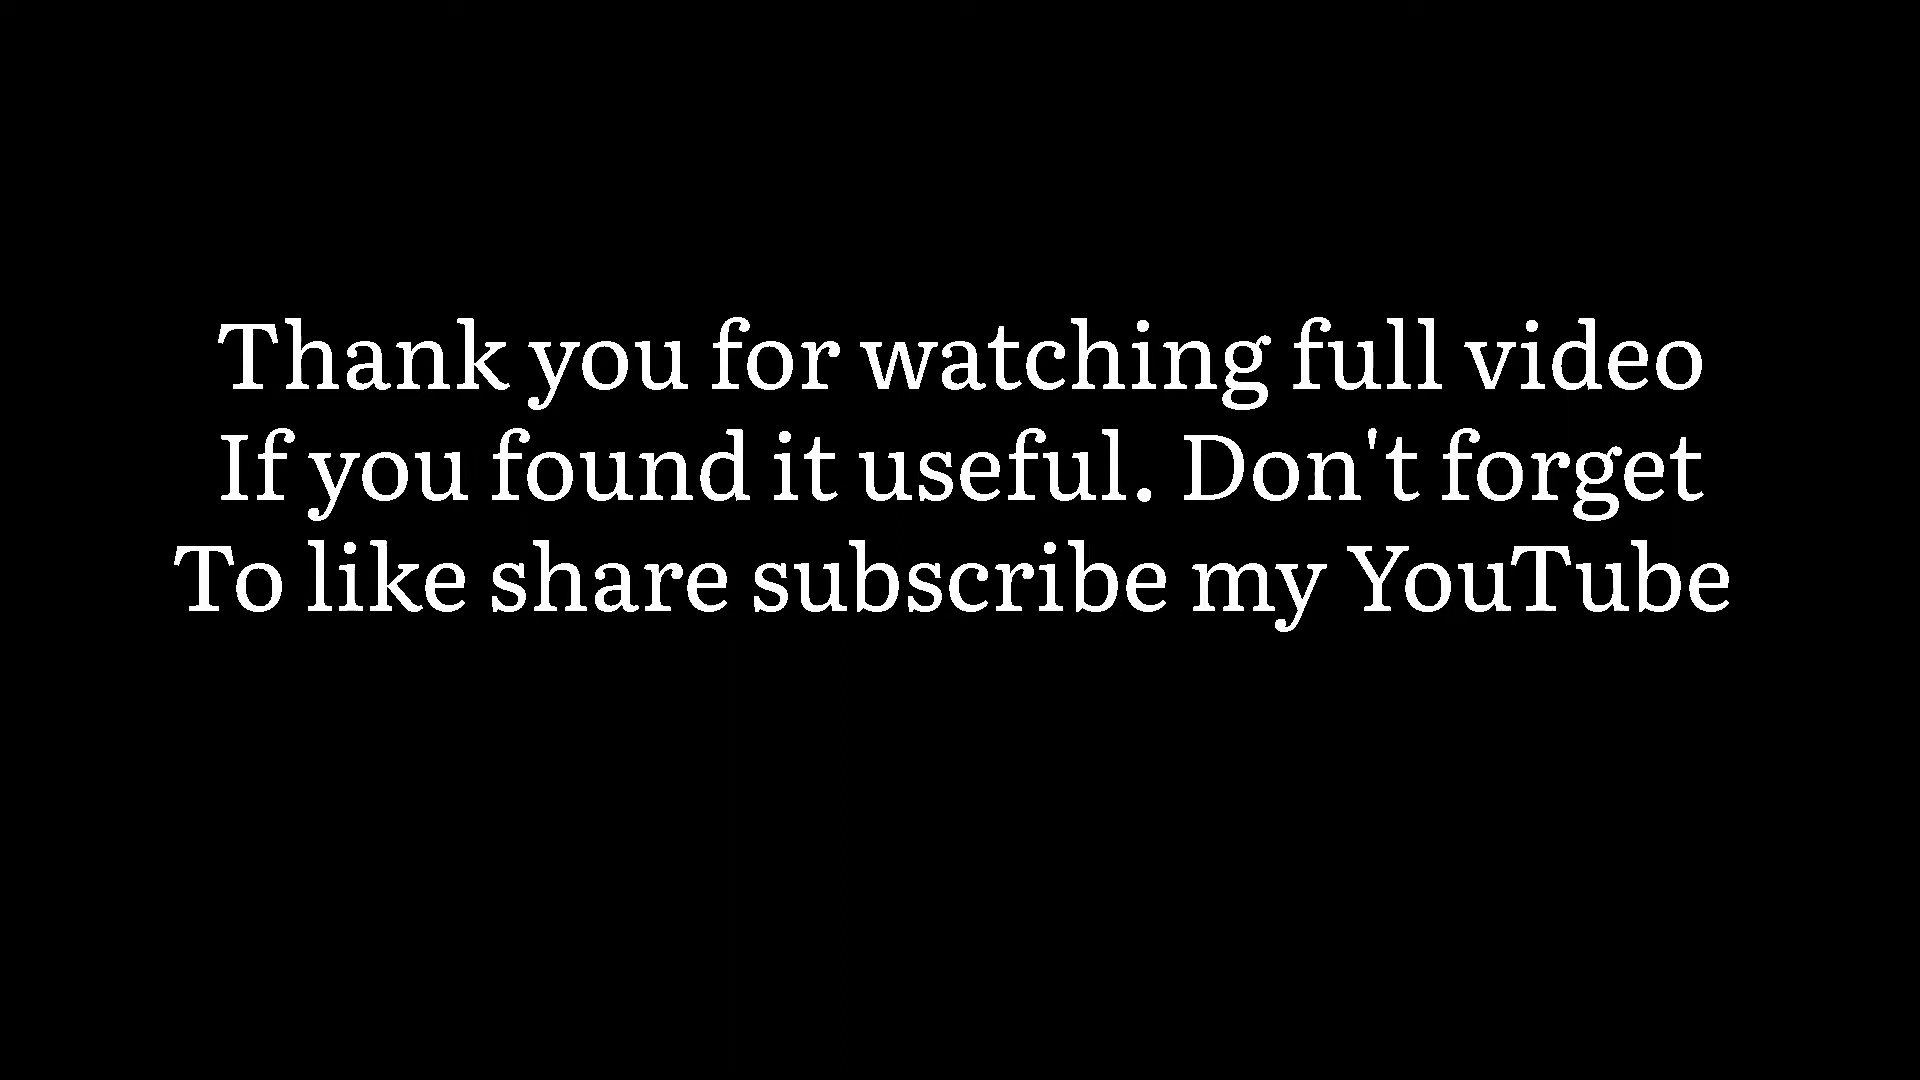 Thank you for watching full video
If you found it useful. Don't forget
To like share subscribe my YouTube